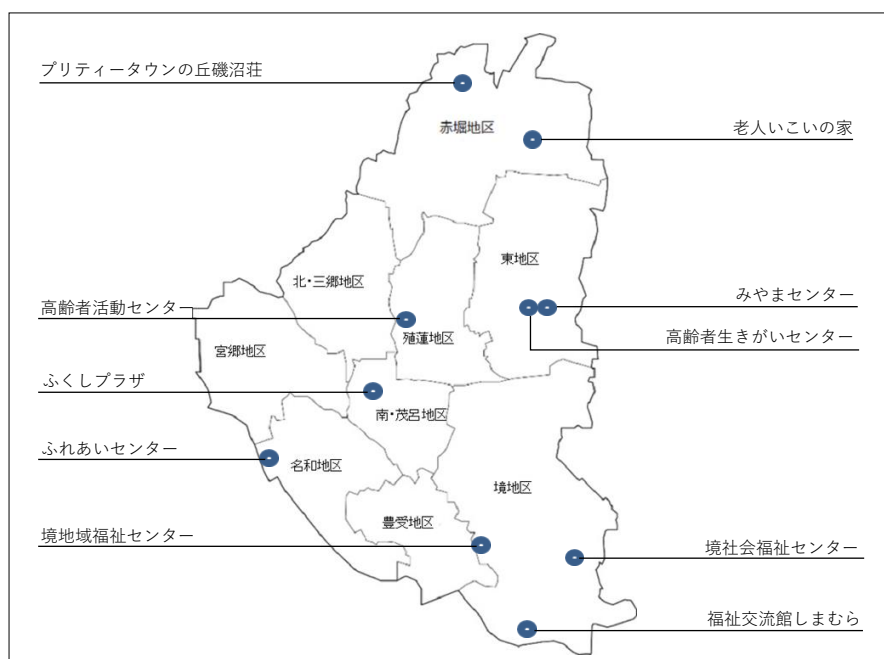 プリティータウンの丘磯沼荘
赤堀地区
老人いこいの家
東地区
北・三郷地区
みやまセンター
高齢者活動センター
殖蓮地区
高齢者生きがいセンター
宮郷地区
ふくしプラザ
南・茂呂地区
ふれあいセンター
名和地区
境地区
豊受地区
境地域福祉センター
境社会福祉センター
福祉交流館しまむら